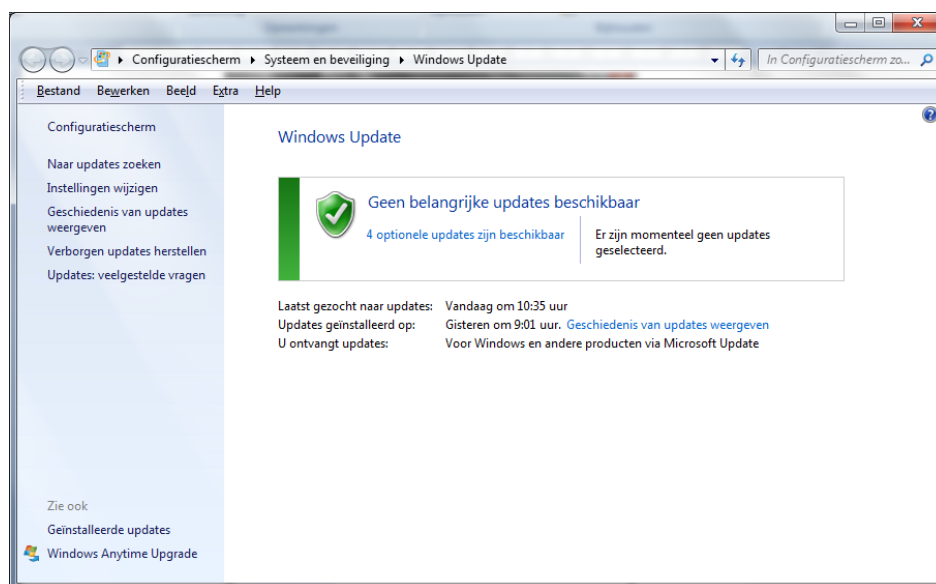 Configuratiescherm ▸ Systeem en beveiliging ▸ Windows Update
In Configuratiescherm zo...
Bestand Bewerken Beeld Extra Help
Configuratiescherm
Naar updates zoeken
Instellingen wijzigen
Geschiedenis van updates
weergeven
Verborgen updates herstellen
Updates: veelgestelde vragen
Windows Update
Geen belangrijke updates beschikbaar
4 optionele updates zijn beschikbaar
Er zijn momenteel geen updates
geselecteerd.
Laatst gezocht naar updates: Vandaag om 10:35 uur
Updates geïnstalleerd op: Gisteren om 9:01 uur. Geschiedenis van updates weergeven
U ontvangt updates: Voor Windows en andere producten via Microsoft Update
Zie ook
Geïnstalleerde updates
Windows Anytime Upgrade